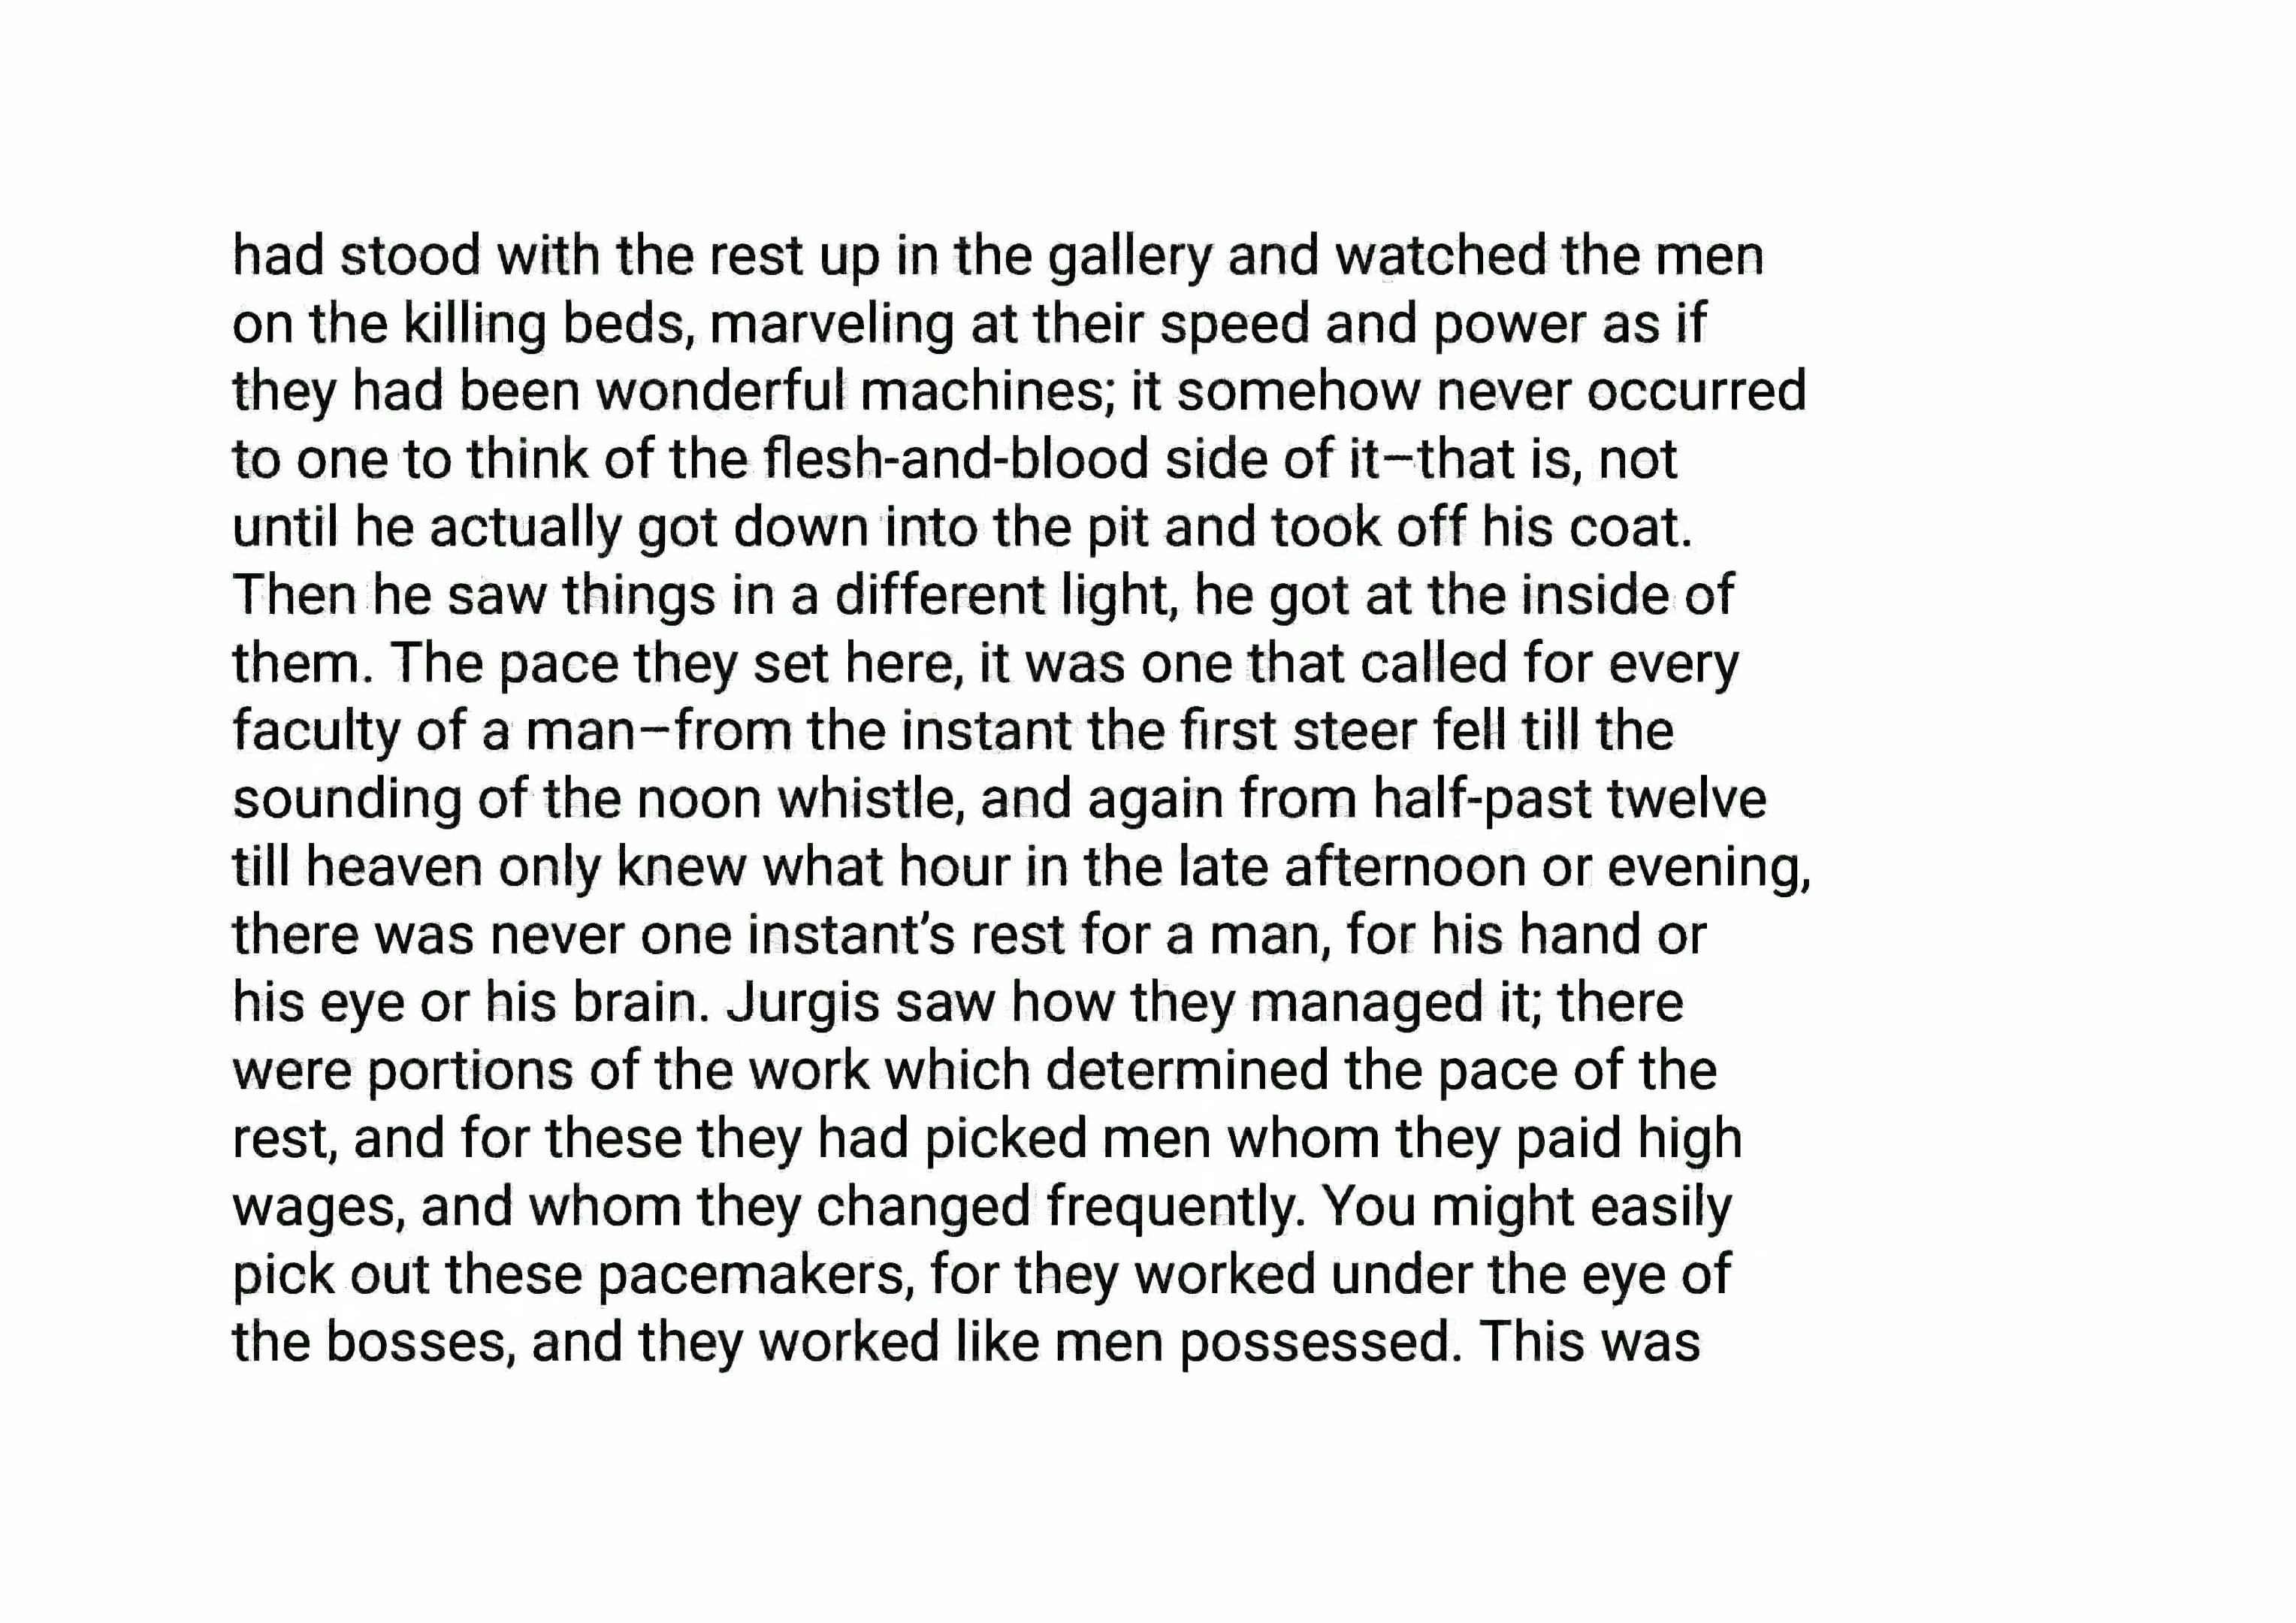 had stood with the rest up in the gallery and watched the men
on the killing beds, marveling at their speed and power as if
they had been wonderful machines; it somehow never occurred
to one to think of the flesh-and-blood side of it—that is, not
until he actually got down into the pit and took off his coat.
Then he saw things in a different light, he got at the inside of
them. The pace they set here, it was one that called for every
faculty of a man—from the instant the first steer fell till the
sounding of the noon whistle, and again from half-past twelve
till heaven only knew what hour in the late afternoon or evening,
there was never one instant’s rest for a man, for his hand or
his eye or his brain. Jurgis saw how they managed it; there
were portions of the work which determined the pace of the
rest, and for these they had picked men whom they paid high
wages, and whom they changed frequently. You might easily
pick out these pacemakers, for they worked under the eye of
the bosses, and they worked like men possessed. This was